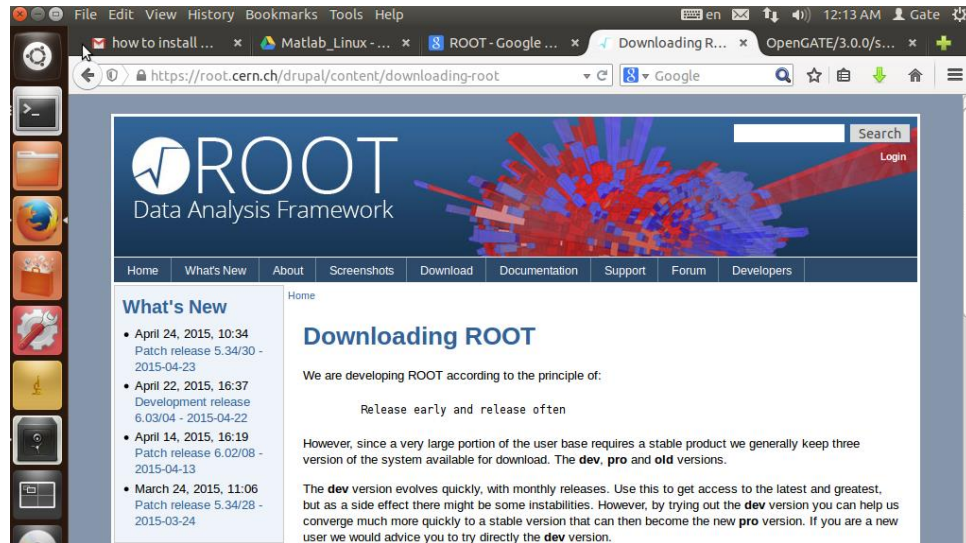 File Edit View History Bookmarks Tools Help
en 12:13 AM Gate
how to install ... × Matlab_Linux - ... × ROOT - Google ... × Downloading R... × OpenGATE/3.0.0/s... ×
https://root.cern.ch/drupal/content/downloading-root Google
Search
Login
ROOT
Data Analysis Framework
Home What's New About Screenshots Download Documentation Support Forum Developers
What's New
• April 24, 2015, 10:34
Patch release 5.34/30 -
2015-04-23
• April 22, 2015, 16:37
Development release
6.03/04 - 2015-04-22
• April 14, 2015, 16:19
Patch release 6.02/08 -
2015-04-13
• March 24, 2015, 11:06
Patch release 5.34/28 -
2015-03-24
Home
Downloading ROOT
We are developing ROOT according to the principle of:
Release early and release often
However, since a very large portion of the user base requires a stable product we generally keep three
version of the system available for download. The dev, pro and old versions.
The dev version evolves quickly, with monthly releases. Use this to get access to the latest and greatest,
but as a side effect there might be some instabilities. However, by trying out the dev version you can help us
converge much more quickly to a stable version that can then become the new pro version. If you are a new
user we would advice you to try directly the dev version.